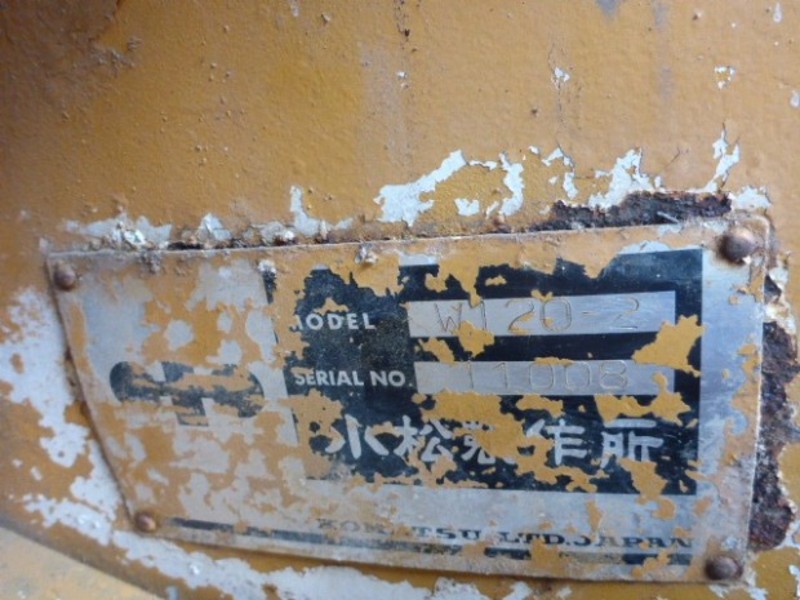 MODEL W120-2
SERIAL NO. 11008
小松製作所
KOMATSU LTD. JAPAN